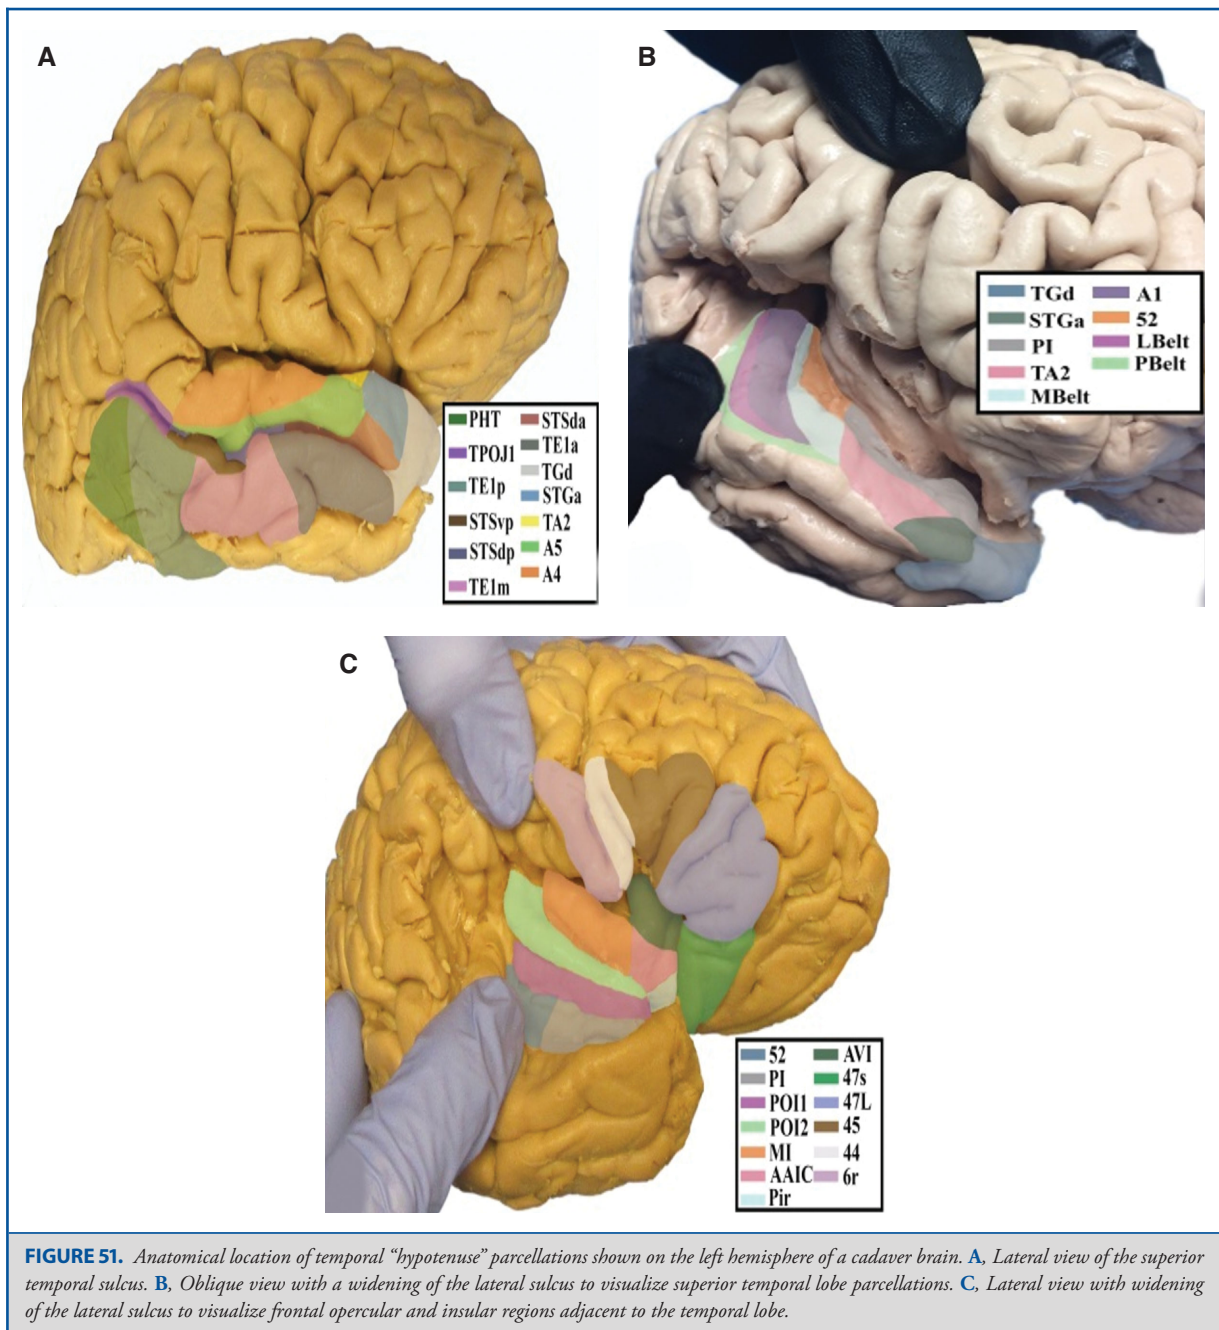 A
PHT
TPOJ1
TE1p
STSvp
STSdp
TE1m
STSda
TE1a
TGd
STGa
TA2
A5
A4
B
TGd
STGa
PI
TA2
MBelt
A1
52
LBelt
PBelt
C
52
PI
POI1
POI2
MI
AAIC
Pir
AVI
47s
47L
45
44
6r
FIGURE 51. Anatomical location of temporal “hypotenuse” parcellations shown on the left hemisphere of a cadaver brain. A, Lateral view of the superior
temporal sulcus. B, Oblique view with a widening of the lateral sulcus to visualize superior temporal lobe parcellations. C, Lateral view with widening
of the lateral sulcus to visualize frontal opercular and insular regions adjacent to the temporal lobe.